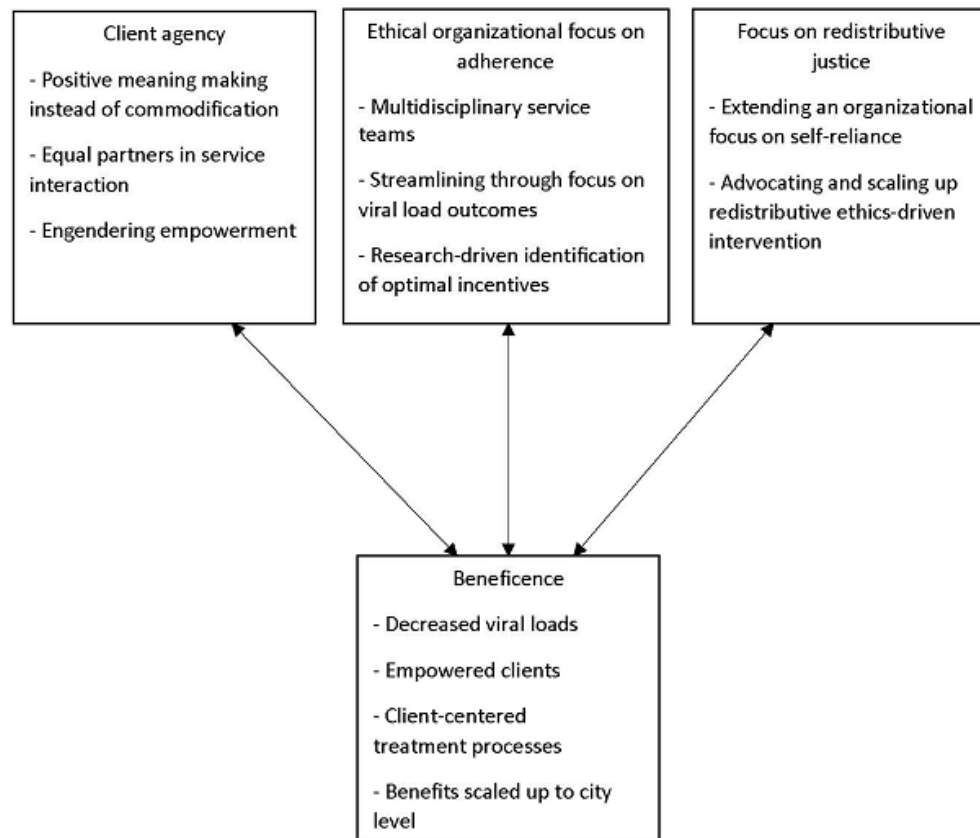 Client agency
- Positive meaning making
instead of commodification
- Equal partners in service
interaction
- Engendering empowerment
Ethical organizational focus on
adherence
- Multidisciplinary service
teams
- Streamlining through focus on
viral load outcomes
- Research-driven identification
of optimal incentives
Focus on redistributive
justice
- Extending an organizational
focus on self-reliance
- Advocating and scaling up
redistributive ethics-driven
intervention
Beneficence
- Decreased viral loads
- Empowered clients
- Client-centered
treatment processes
- Benefits scaled up to city
level